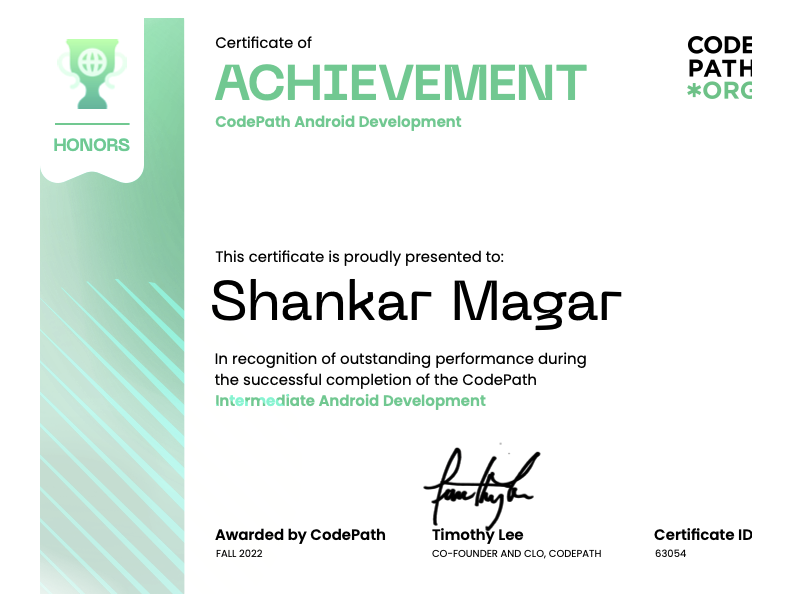 HONORS
Certificate of
ACHIEVEMENT
CodePath Android Development
CODE
PATH
*ORG
This certificate is proudly presented to:
Shankar Magar
In recognition of outstanding performance during
the successful completion of the CodePath
Intermediate Android Development
Awarded by CodePath
FALL 2022
Timothy Lee
CO-FOUNDER AND CLO, CODEPATH
Certificate ID
63054